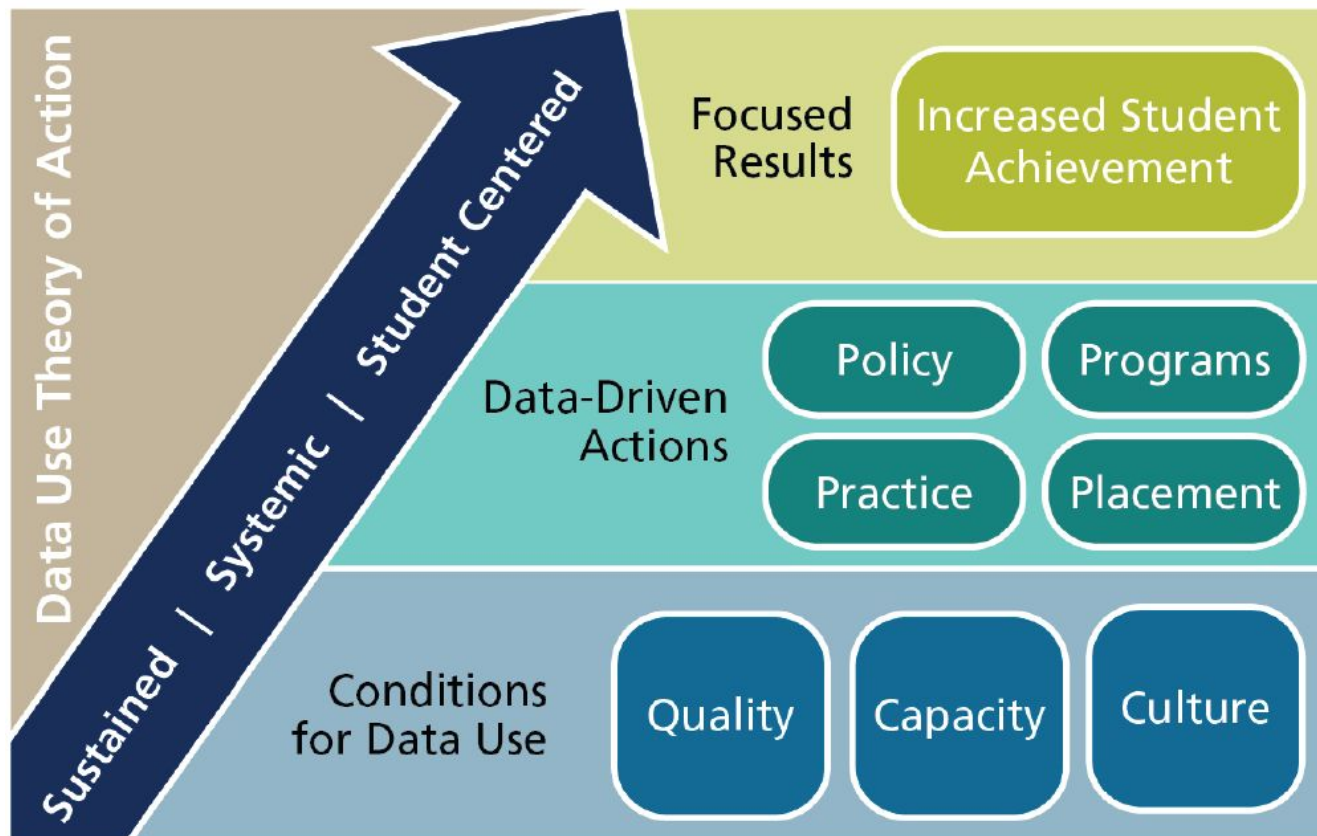 Data Use Theory of Action
Sustained | Systemic | Student Centered
Focused
Results
Increased Student
Achievement
Data-Driven
Actions
Policy
Programs
Practice
Placement
Conditions
for Data Use
Quality
Capacity
Culture